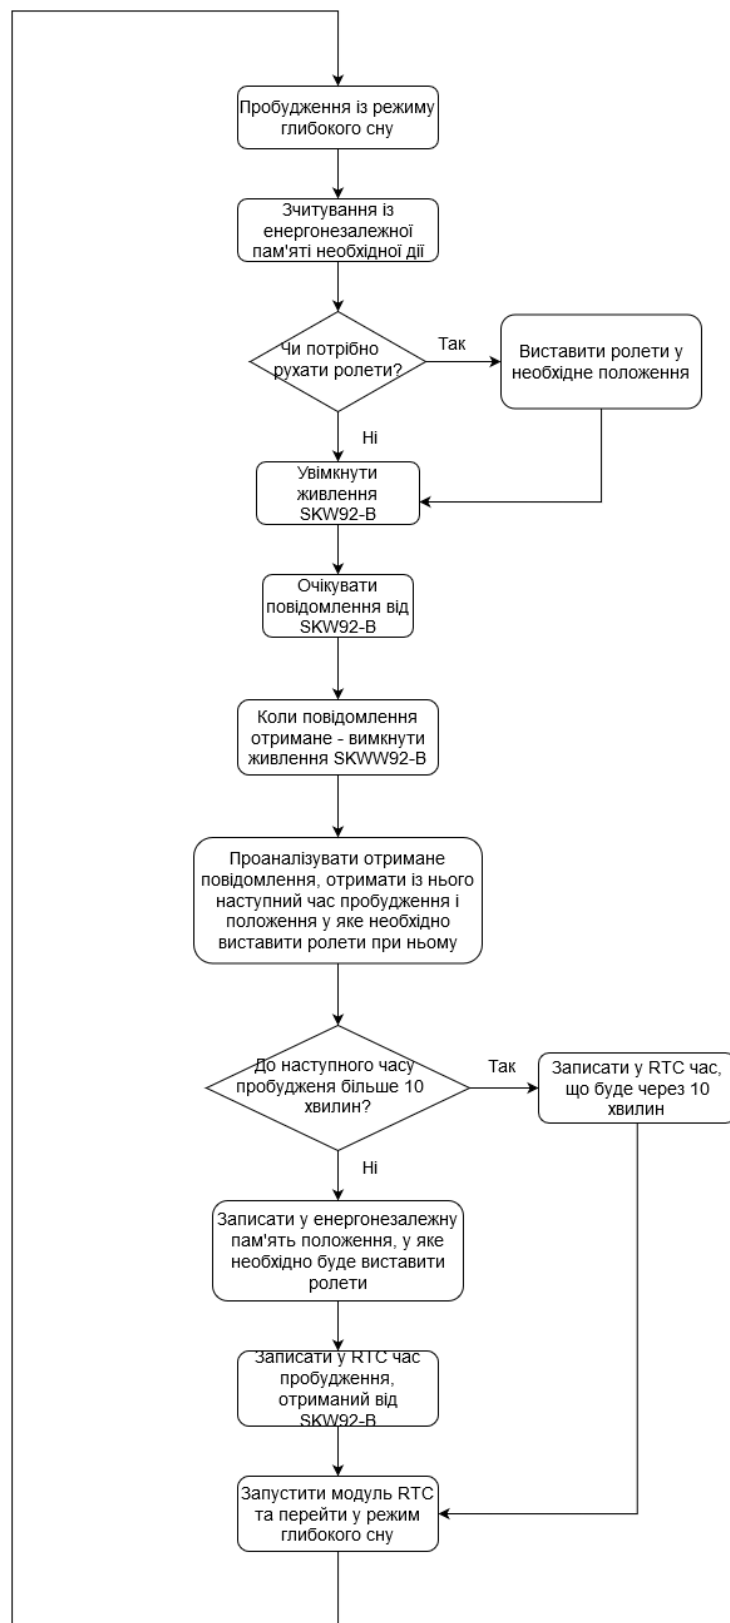 Пробудження із режиму
глибокого сну
Зчитування із
енергонезалежної
пам'яті необхідної дії
Чи потрібно
рухати ролети?
Так
Виставити ролети у
необхідне положення
Ні
Увімкнути
живлення
SKW92-B
Очікувати
повідомлення від
SKW92-B
Коли повідомлення
отримане - вимкнути
живлення SKWW92-B
Проаналізувати отримане
повідомлення, отримати із нього
наступний час пробудження і
положення у яке необхідно
виставити ролети при ньому
До наступного часу
пробудженя більше 10
хвилин?
Так
Записати у RTC час,
що буде через 10
хвилин
Ні
Записати у енергонезалежну
пам'ять положення, у яке
необхідно буде виставити
ролети
Записати у RTC час
пробудження,
отриманий від
SKW92-B
Запустити модуль RTC
та перейти у режим
глибокого сну